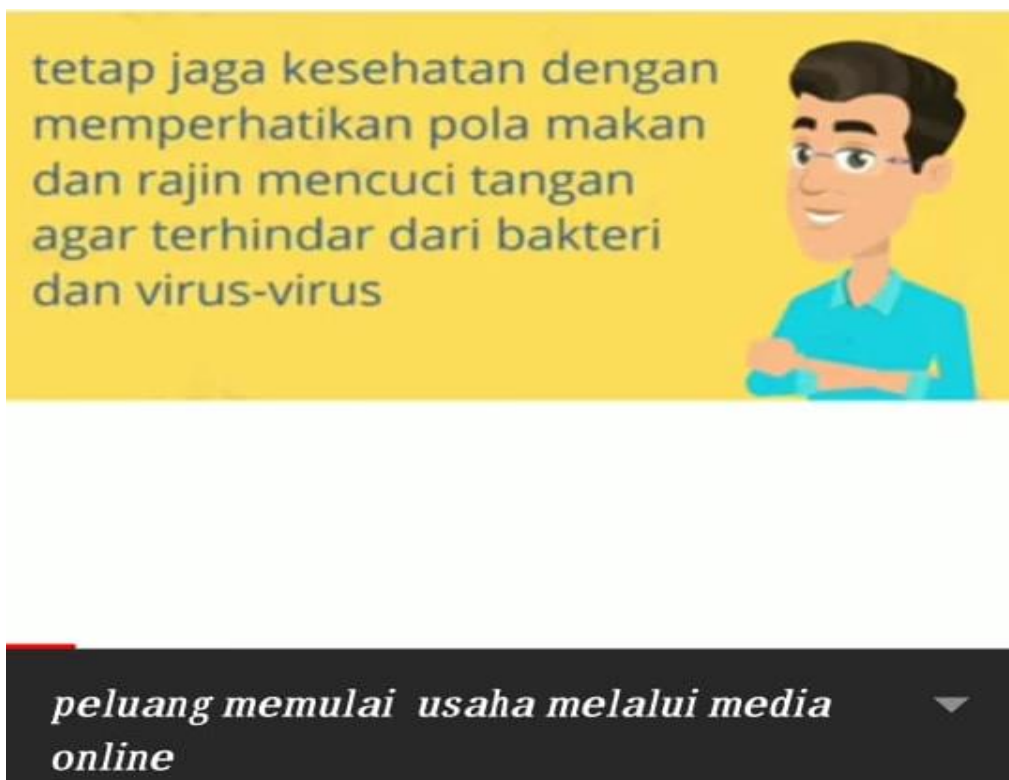 tetap jaga kesehatan dengan
memperhatikan pola makan
dan rajin mencuci tangan
agar terhindar dari bakteri
dan virus-virus
peluang memulai usaha melalui media
online